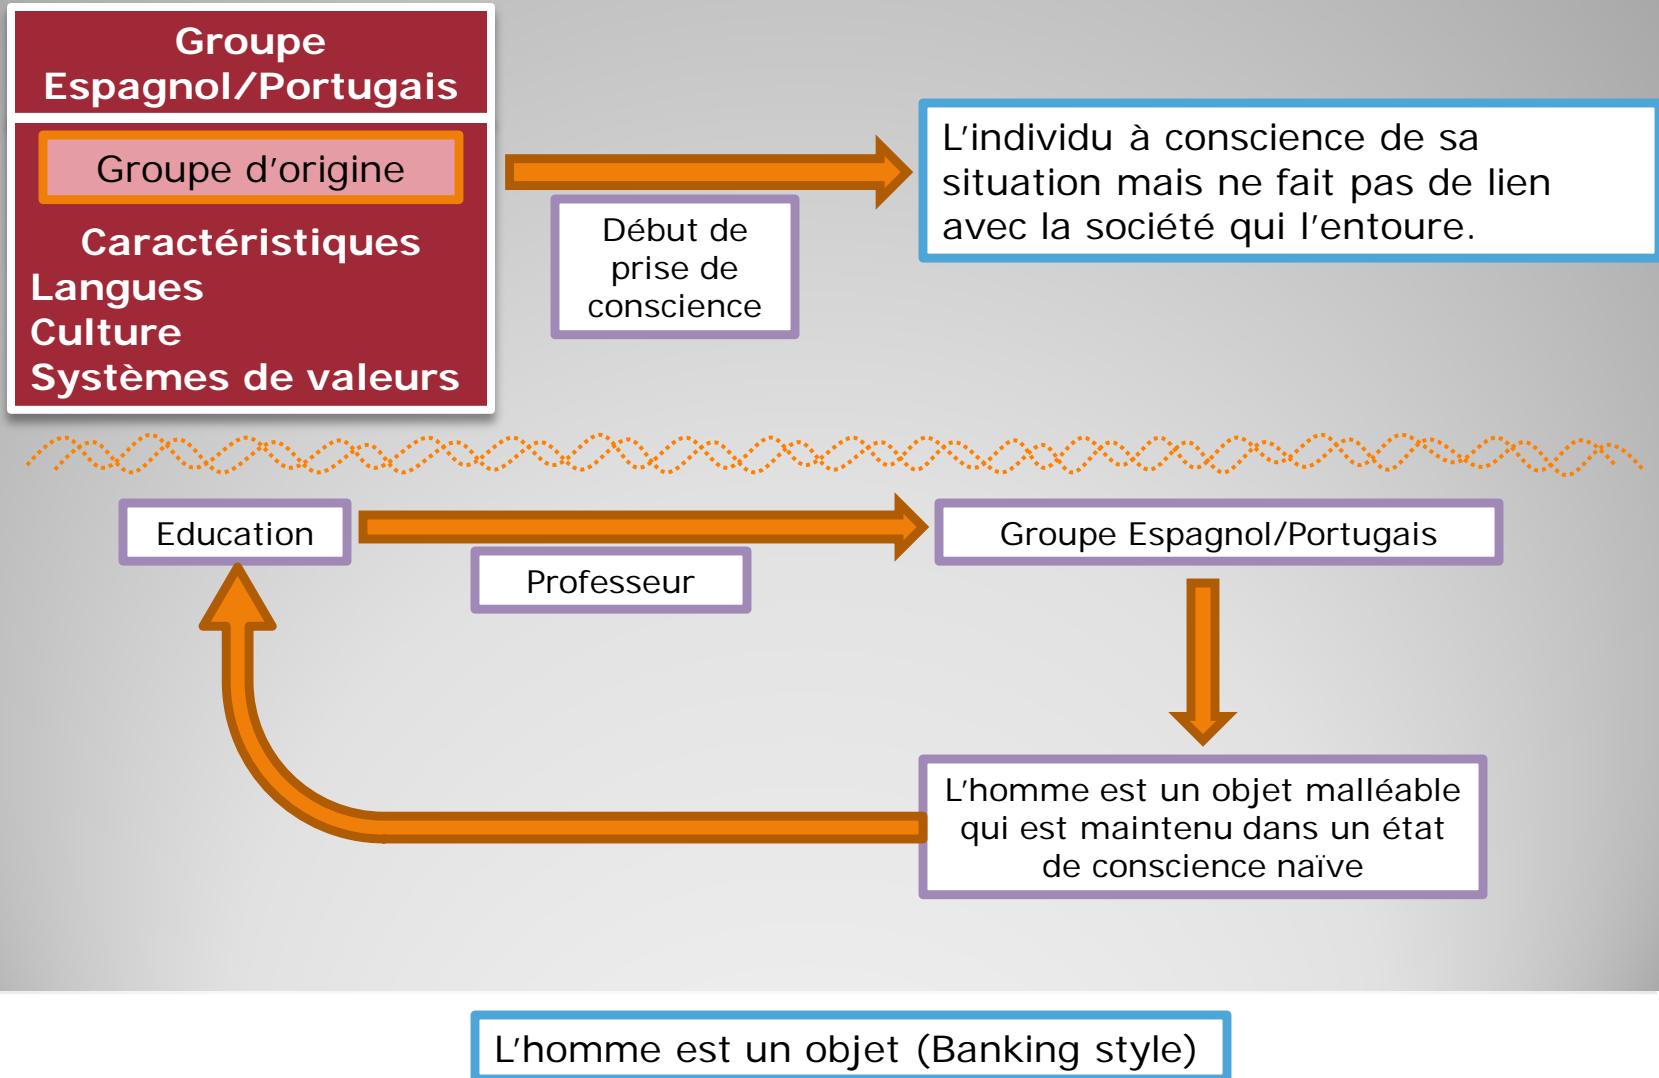 Groupe
Espagnol/Portugais
Groupe d'origine
Caractéristiques
Langues
Culture
Systèmes de valeurs
Début de
prise de
conscience
L'individu à conscience de sa
situation mais ne fait pas de lien
avec la société qui l'entoure.
Education
Professeur
Groupe Espagnol/Portugais
L'homme est un objet malléable
qui est maintenu dans un état
de conscience naïve
L'homme est un objet (Banking style)